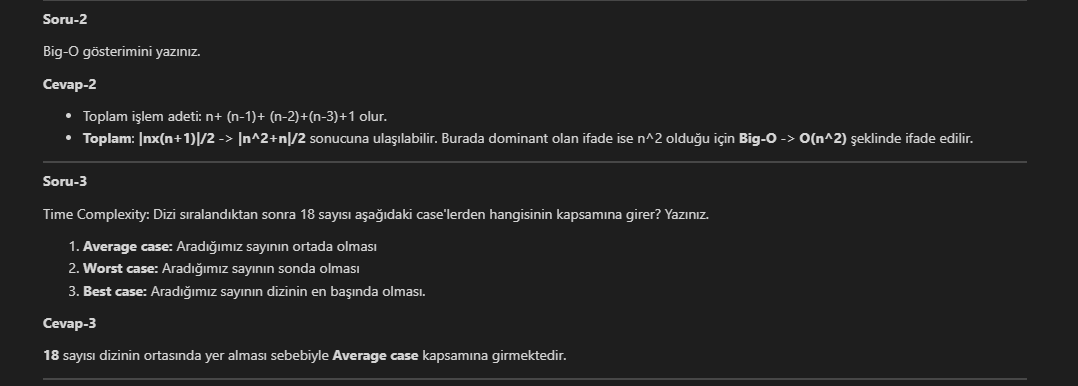 Soru-2
Big-O gösterimini yazınız.
Cevap-2
• Toplam işlem adeti: n+ (n-1)+ (n-2)+(n-3)+1 olur.
• Toplam: |nx(n+1)|/2 -> |n^2+n|/2 sonucuna ulaşılabilir. Burada dominant olan ifade ise n^2 olduğu için Big-O -> O(n^2) şeklinde ifade edilir.
Soru-3
Time Complexity: Dizi sıralandıktan sonra 18 sayısı aşağıdaki case'lerden hangisinin kapsamına girer? Yazınız.
1. Average case: Aradığımız sayının ortada olması
2. Worst case: Aradığımız sayının sonda olması
3. Best case: Aradığımız sayının dizinin en başında olması.
Cevap-3
18 sayısı dizinin ortasında yer alması sebebiyle Average case kapsamına girmektedir.